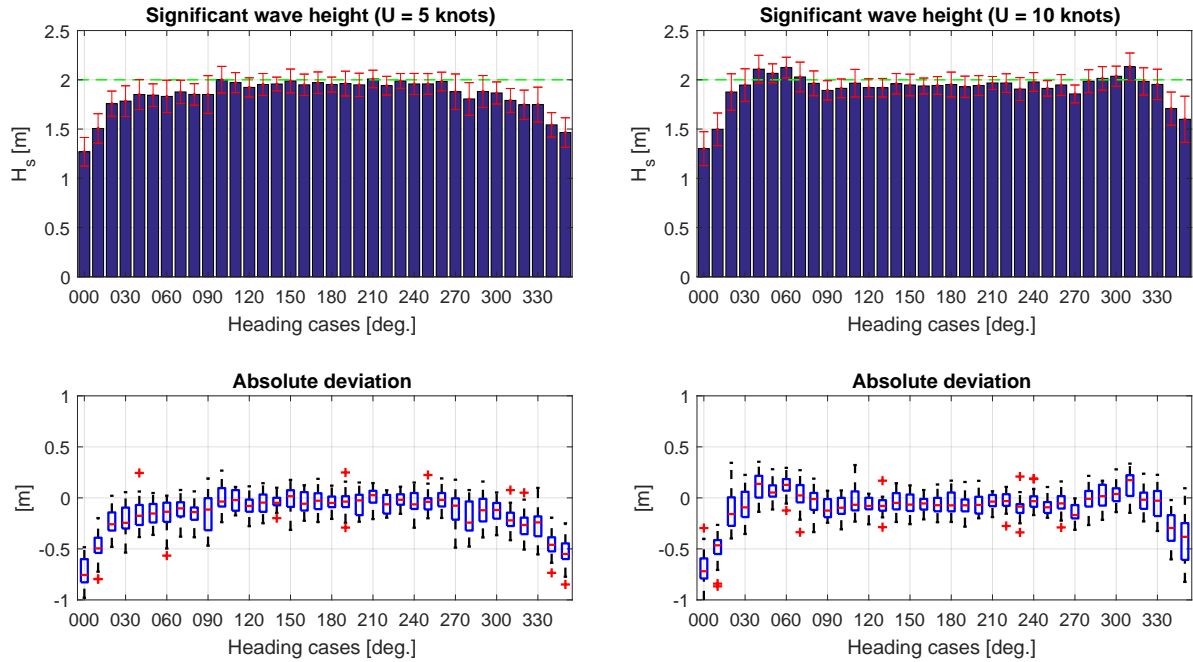 Significant wave height (U = 5 knots)
2.5
2
1.5
1
0.5
0
H_s [m]
000 030 060 090 120 150 180 210 240 270 300 330
Heading cases [deg.]
Significant wave height (U = 10 knots)
2.5
2
1.5
1
0.5
0
H_s [m]
000 030 060 090 120 150 180 210 240 270 300 330
Heading cases [deg.]
Absolute deviation
1
0.5
0
-0.5
-1
[m]
000 030 060 090 120 150 180 210 240 270 300 330
Heading cases [deg.]
Absolute deviation
1
0.5
0
-0.5
-1
[m]
000 030 060 090 120 150 180 210 240 270 300 330
Heading cases [deg.]